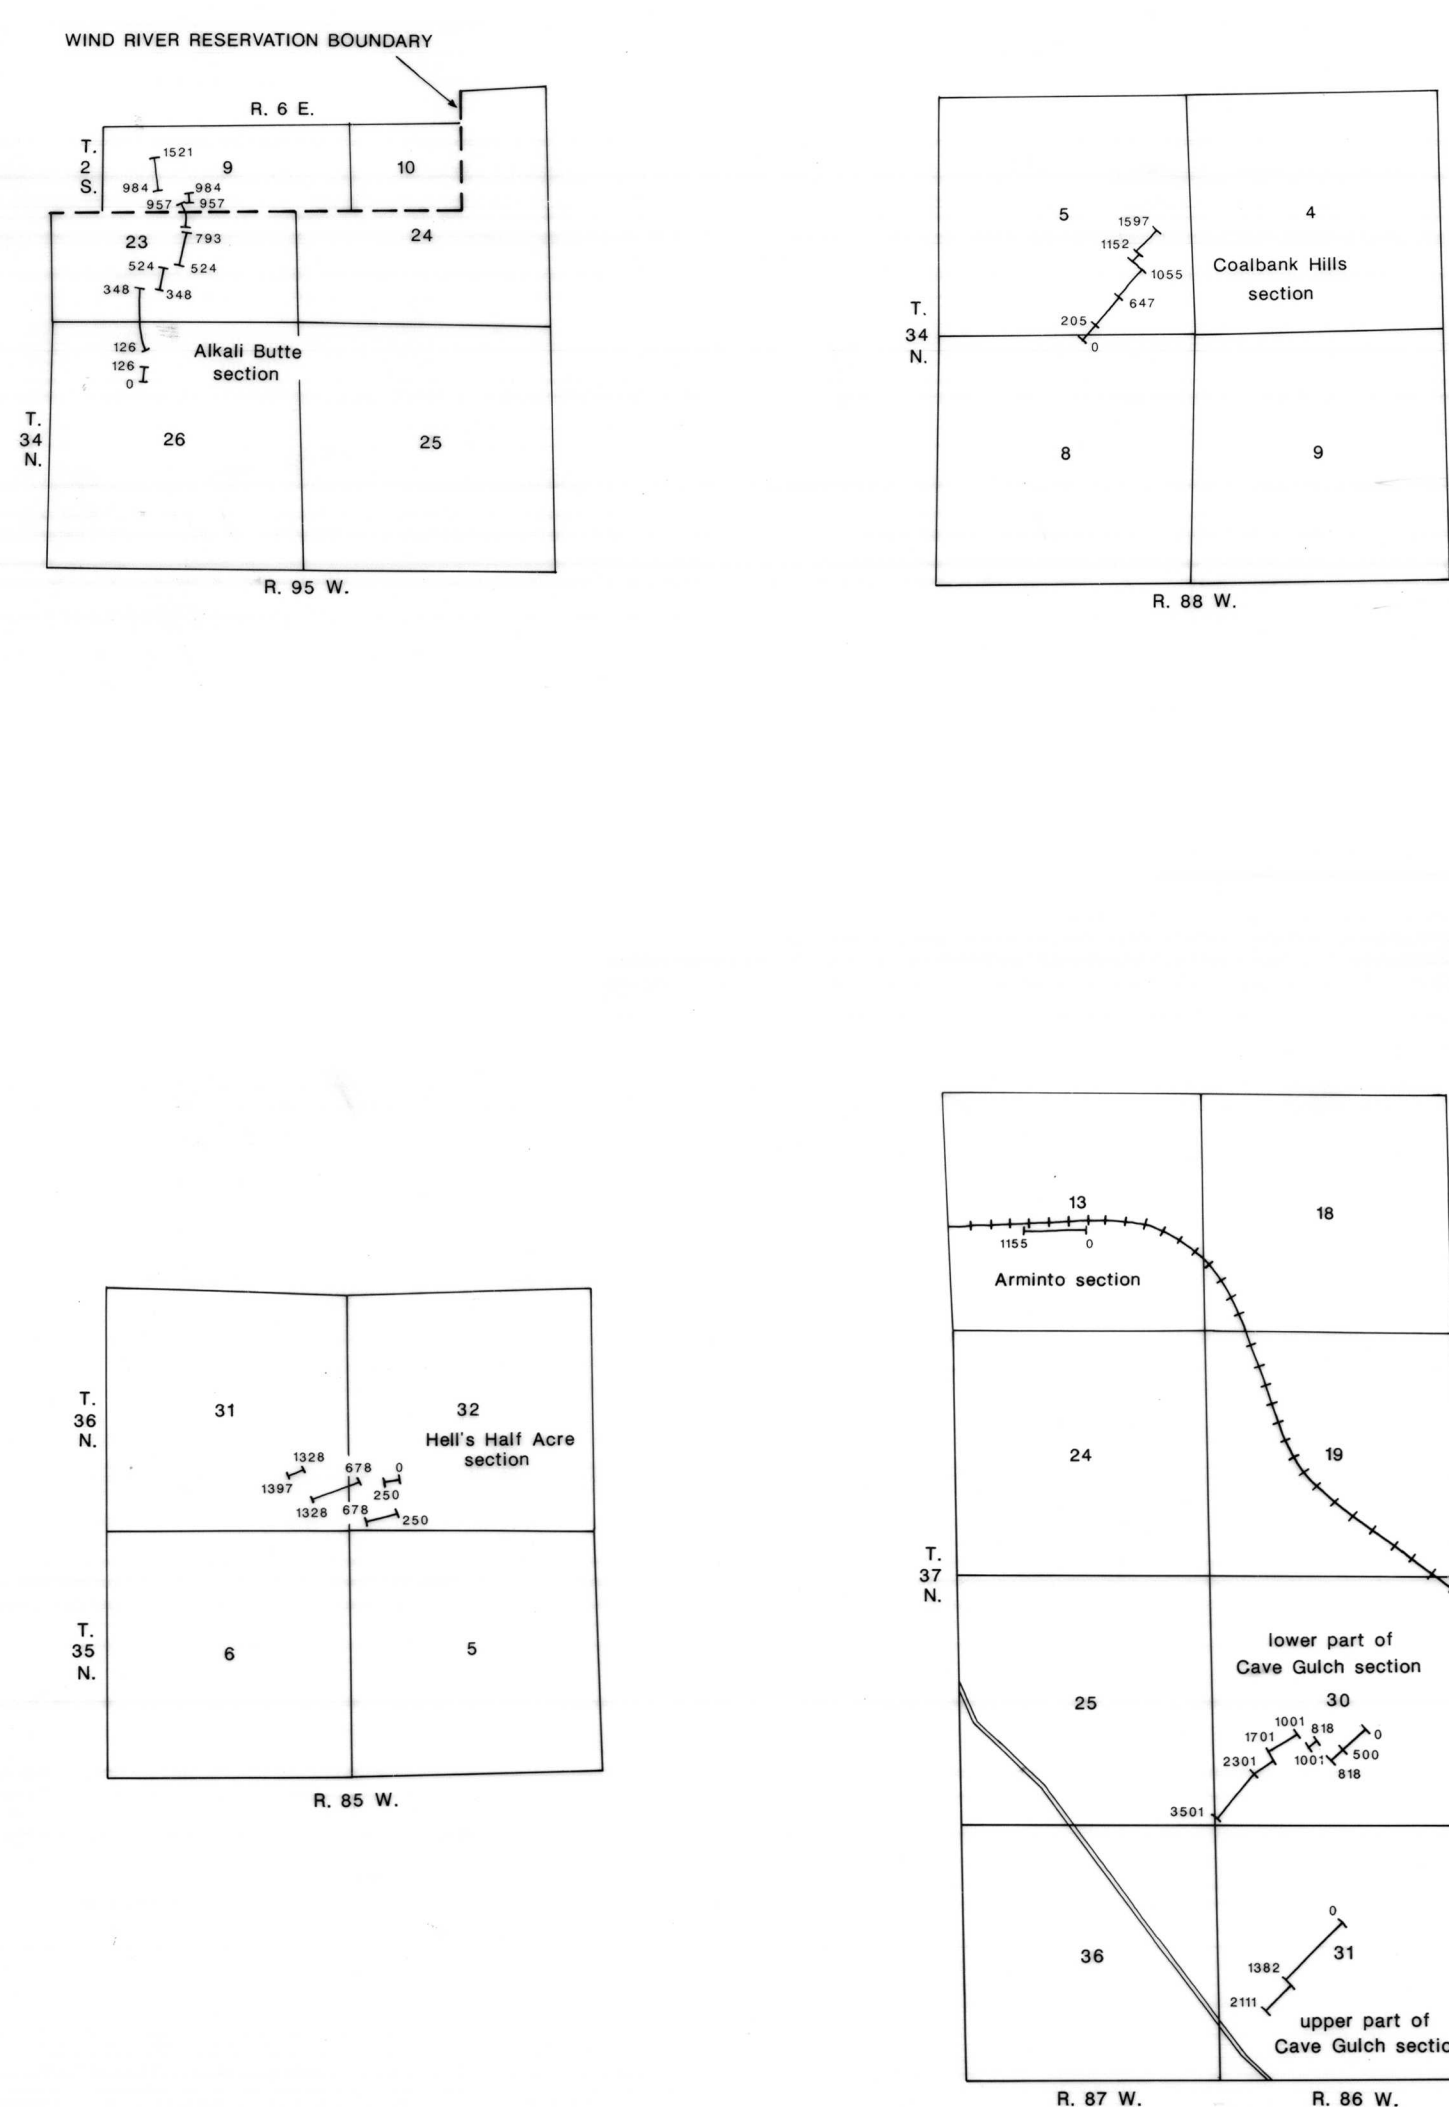 WIND RIVER RESERVATION BOUNDARY
R. 6 E.
T.
2
S.
1521
9
10
984
984
957
957
23
793
24
524
524
348
348
126
Alkali Butte
section
126
0
T.
34
N.
26
25
R. 95 W.
5
4
1597
1152
Coalbank Hills
section
1055
647
205
0
T.
34
N.
8
9
R. 88 W.
T.
36
N.
31
32
Hell's Half Acre
section
1328
678
0
1397
250
1328
678
250
T.
35
N.
6
5
R. 85 W.
13
18
1155
0
Arminto section
24
19
T.
37
N.
lower part of
Cave Gulch section
25
30
1001
818
0
1701
500
2301
1001
818
3501
0
36
31
1382
2111
upper part of
Cave Gulch sectio
R. 87 W.
R. 86 W.